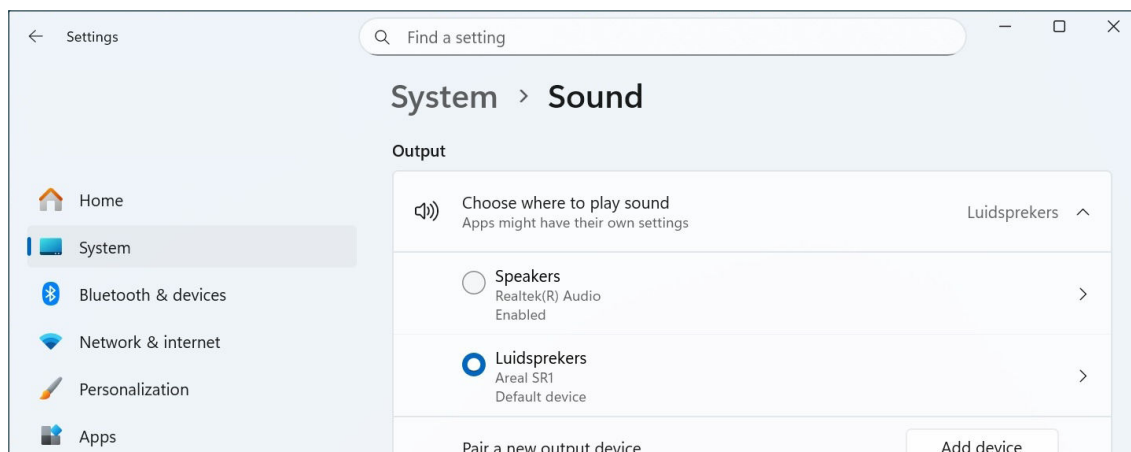 Settings
Find a setting
System > Sound
Output
Home
System
Bluetooth & devices
Network & internet
Personalization
Apps
Choose where to play sound
Apps might have their own settings
Luidsprekers
Speakers
Realtek(R) Audio
Enabled
Luidsprekers
Areal SR1
Default device
Pair a new output device
Add device